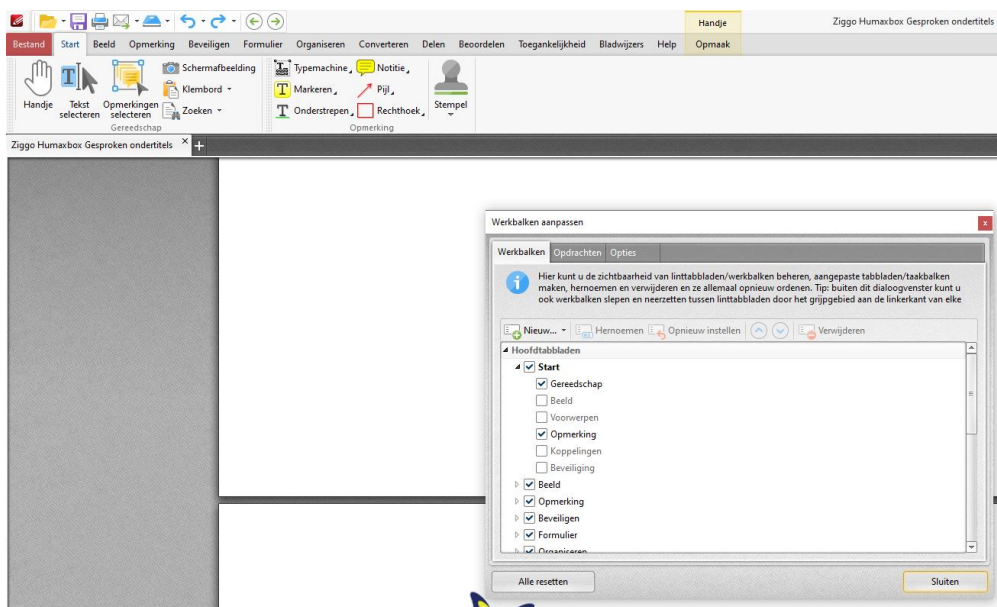 Handje
Ziggo Humaxbox Gesproken ondertitels
Bestand Start Beeld Opmerking Beveiligen Formulier Organiseren Converteren Delen Beoordelen Toegankelijkheid Bladwijzers Help Opmaak
Handje
Tekst selecteren
Opmerkingen selecteren
Schermafbeelding
Klembord
Zoeken
Gereedschap
Typemachine
Markeren
Onderstrepen
Notitie
Pijl
Rechthoek
Stempel
Opmerking
Ziggo Humaxbox Gesproken ondertitels
Werkbalken aanpassen
Werkbalken Opdrachten Opties
Hier kunt u de zichtbaarheid van linttabbladen/werkbalken beheren, aangepaste tabbladen/taakbalken
maken, hernoemen en verwijderen en ze allemaal opnieuw ordenen. Tip: buiten dit dialoogvenster kunt u
ook werkbalken slepen en neerzetten tussen linttabbladen door het grijpgebied aan de linkerkant van elke
Nieuw... Hernoemen Opnieuw instellen Verwijderen
Hoofdtabbladen
Start
Gereedschap
Beeld
Voorwerpen
Opmerking
Koppelingen
Beveiliging
Beeld
Opmerking
Beveiligen
Formulier
Organiseren
Alle resetten Sluiten